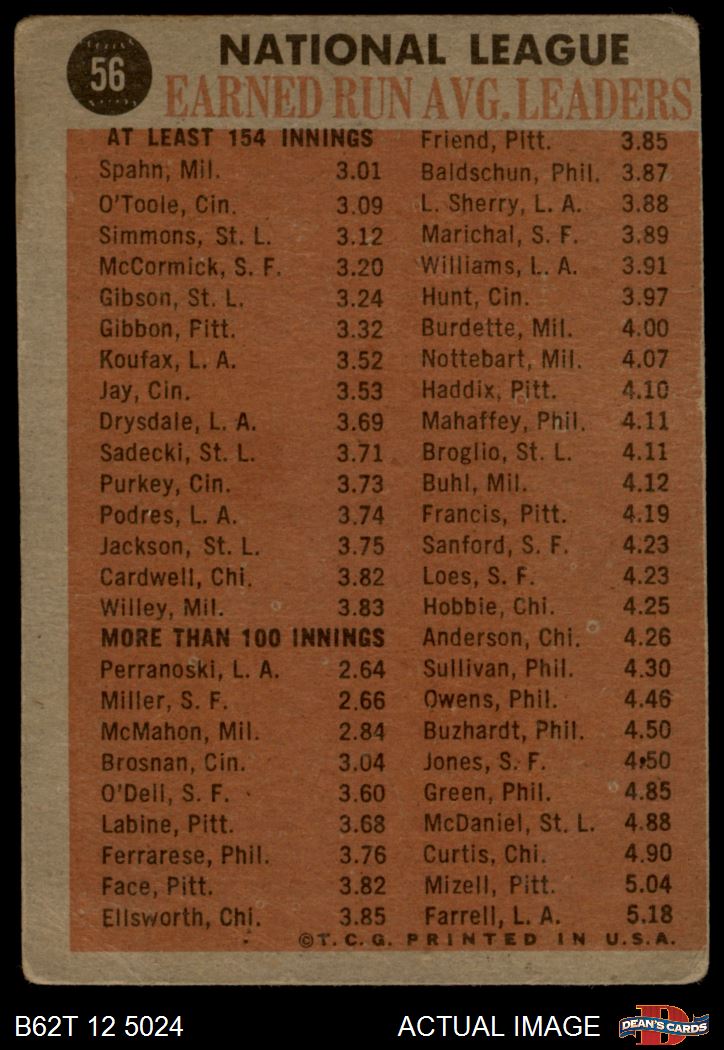 56
NATIONAL LEAGUE
EARNED RUN AVG. LEADERS
AT LEAST 154 INNINGS
Spahn, Mil. 3.01
O'Toole, Cin. 3.09
Simmons, St. L. 3.12
McCormick, S. F. 3.20
Gibson, St. L. 3.24
Gibbon, Pitt. 3.32
Koufax, L. A. 3.52
Jay, Cin. 3.53
Drysdale, L. A. 3.69
Sadecki, St. L. 3.71
Purkey, Cin. 3.73
Podres, L. A. 3.74
Jackson, St. L. 3.75
Cardwell, Chi. 3.82
Willey, Mil. 3.83
MORE THAN 100 INNINGS
Perranoski, L. A. 2.64
Miller, S. F. 2.66
McMahon, Mil. 2.84
Brosnan, Cin. 3.04
O'Dell, S. F. 3.60
Labine, Pitt. 3.68
Ferrarese, Phil. 3.76
Face, Pitt. 3.82
Ellsworth, Chi. 3.85
Friend, Pitt. 3.85
Baldschun, Phil. 3.87
L. Sherry, L. A. 3.88
Marichal, S. F. 3.89
Williams, L. A. 3.91
Hunt, Cin. 3.97
Burdette, Mil. 4.00
Nottebart, Mil. 4.07
Haddix, Pitt. 4.10
Mahaffey, Phil. 4.11
Broglio, St. L. 4.11
Buhl, Mil. 4.12
Francis, Pitt. 4.19
Sanford, S. F. 4.23
Loes, S. F. 4.23
Hobbie, Chi. 4.25
Anderson, Chi. 4.26
Sullivan, Phil. 4.30
Owens, Phil. 4.46
Buzhardt, Phil. 4.50
Jones, S. F. 4.50
Green, Phil. 4.85
McDaniel, St. L. 4.88
Curtis, Chi. 4.90
Mizell, Pitt. 5.04
Farrell, L. A. 5.18
©T. C. G. PRINTED IN U.S.A.
B62T 12 5024
ACTUAL IMAGE
D
DEAN'S CARDS